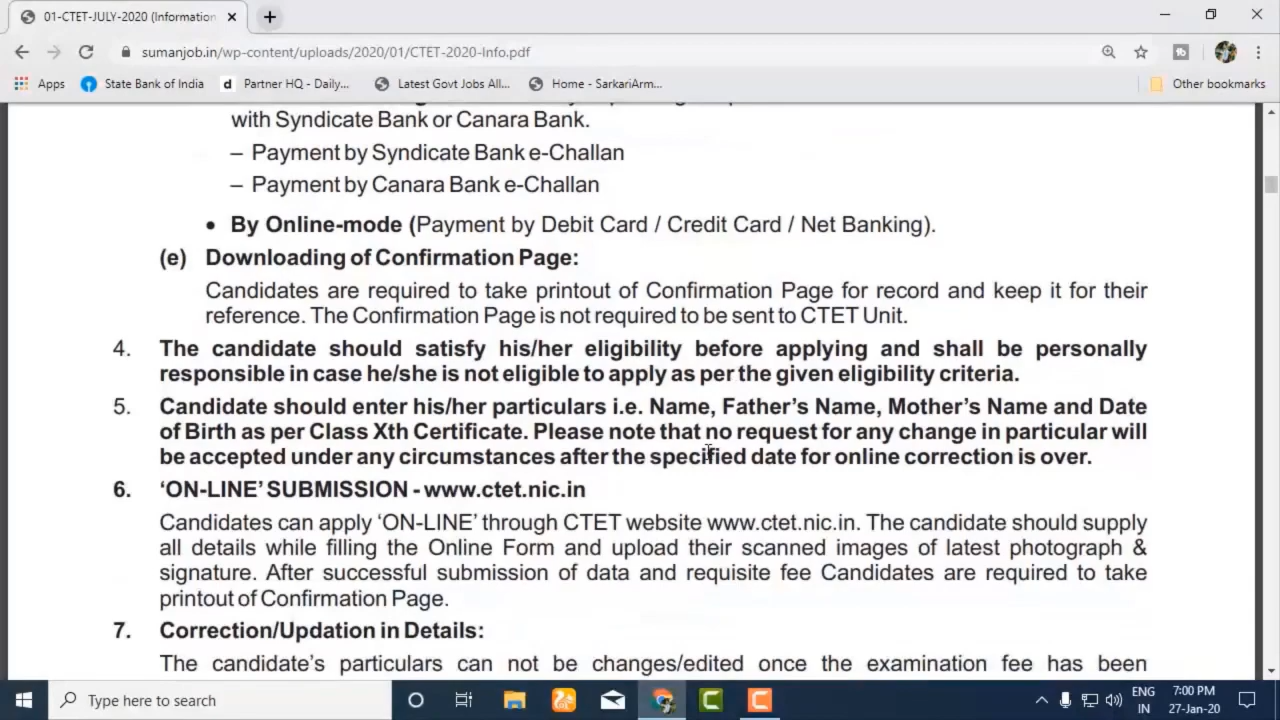 01-CTET-JULY-2020 (Information
sumanjob.in/wp-content/uploads/2020/01/CTET-2020-Info.pdf
Apps
State Bank of India
d Partner HQ - Daily...
Latest Govt Jobs All...
Home - SarkariArm...
Other bookmarks
with Syndicate Bank or Canara Bank.
– Payment by Syndicate Bank e-Challan
– Payment by Canara Bank e-Challan
• By Online-mode (Payment by Debit Card / Credit Card / Net Banking).
(e) Downloading of Confirmation Page:
Candidates are required to take printout of Confirmation Page for record and keep it for their
reference. The Confirmation Page is not required to be sent to CTET Unit.
4. The candidate should satisfy his/her eligibility before applying and shall be personally
responsible in case he/she is not eligible to apply as per the given eligibility criteria.
5. Candidate should enter his/her particulars i.e. Name, Father's Name, Mother's Name and Date
of Birth as per Class Xth Certificate. Please note that no request for any change in particular will
be accepted under any circumstances after the specified date for online correction is over.
6. ‘ON-LINE’ SUBMISSION - www.ctet.nic.in
Candidates can apply ‘ON-LINE’ through CTET website www.ctet.nic.in. The candidate should supply
all details while filling the Online Form and upload their scanned images of latest photograph &
signature. After successful submission of data and requisite fee Candidates are required to take
printout of Confirmation Page.
7. Correction/Updation in Details:
The candidate's particulars can not be changes/edited once the examination fee has been
Type here to search
ENG
IN
7:00 PM
27-Jan-20